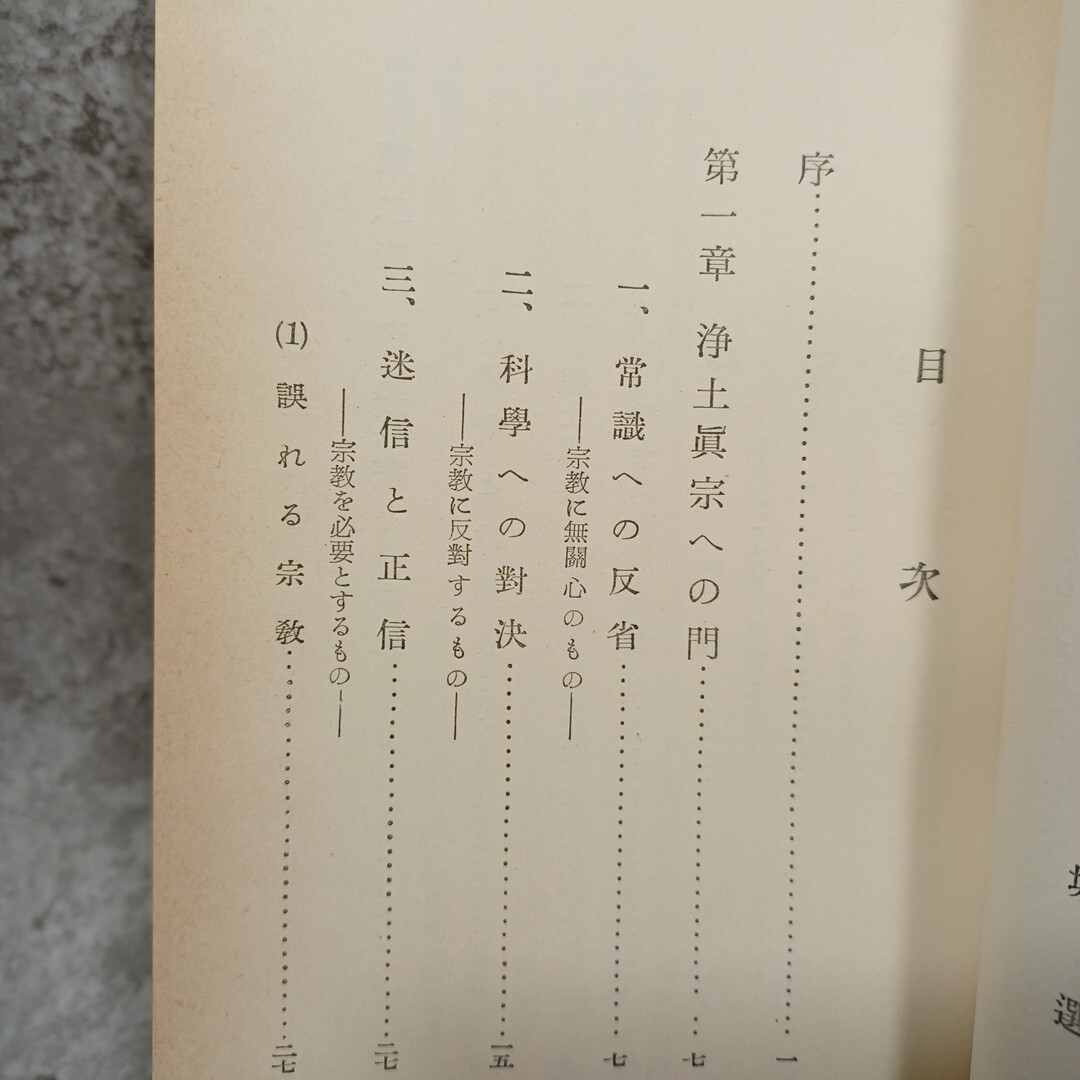 目次
序……………一
第一章 浄土眞宗への門……………七
一、常識への反省……………七
――宗教に無關心のもの――
二、科學への對決……………一五
――宗教に反對するもの――
三、迷信と正信……………二七
――宗教を必要とするもの――
(1) 誤れる宗教……………二七